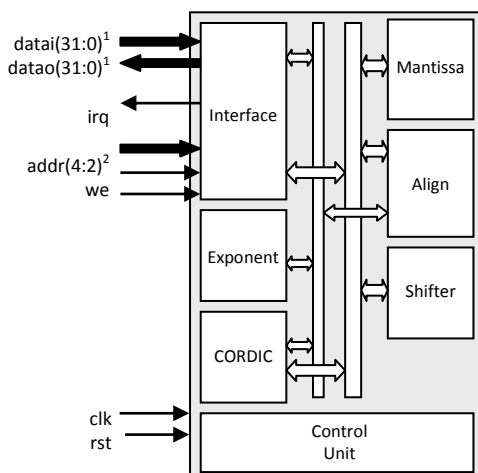 datai(31:0)¹
datao(31:0)¹
irq
addr(4:2)²
we
Interface
Mantissa
Align
Exponent
Shifter
CORDIC
clk
rst
Control
Unit